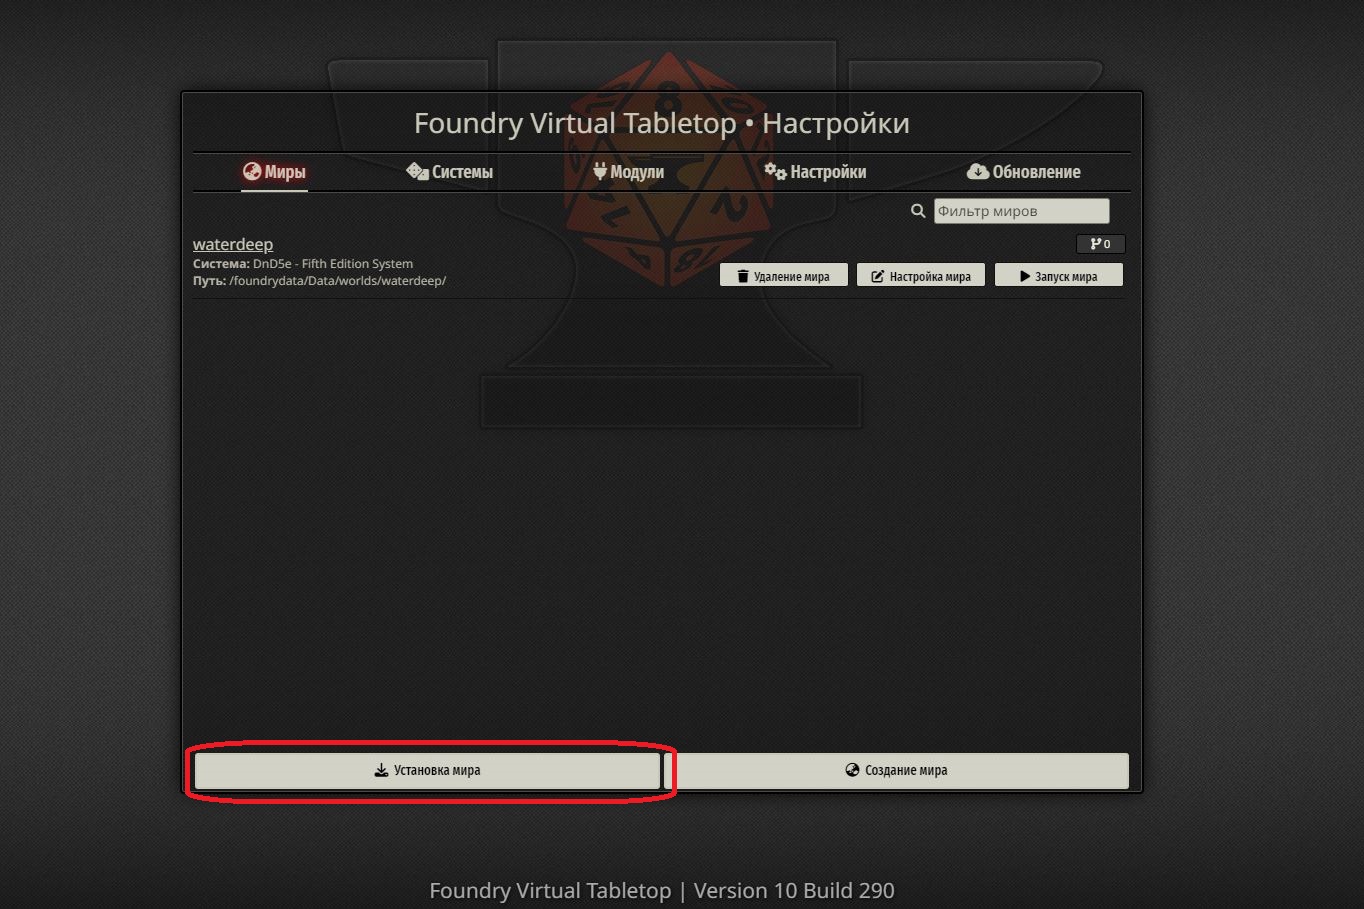 Foundry Virtual Tabletop • Настройки
Миры Системы Модули Настройки Обновление
Фильтр миров
waterdeep 0
Система: DnD5e - Fifth Edition System
Путь: /foundrydata/Data/worlds/waterdeep/ Удаление мира Настройка мира Запуск мира
Установка мира Создание мира
Foundry Virtual Tabletop | Version 10 Build 290